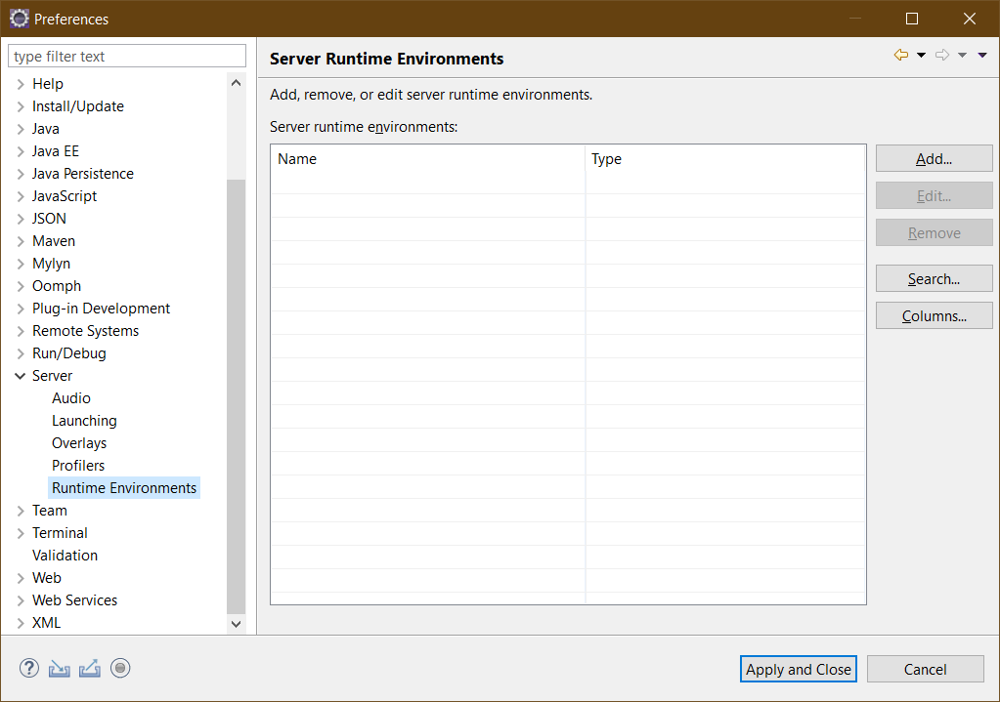 Preferences
type filter text
Help
Install/Update
Java
Java EE
Java Persistence
JavaScript
JSON
Maven
Mylyn
Oomph
Plug-in Development
Remote Systems
Run/Debug
Server
Audio
Launching
Overlays
Profilers
Runtime Environments
Team
Terminal
Validation
Web
Web Services
XML
Server Runtime Environments
Add, remove, or edit server runtime environments.
Server runtime environments:
Name Type
Add...
Edit...
Remove
Search...
Columns...
?
Apply and Close Cancel